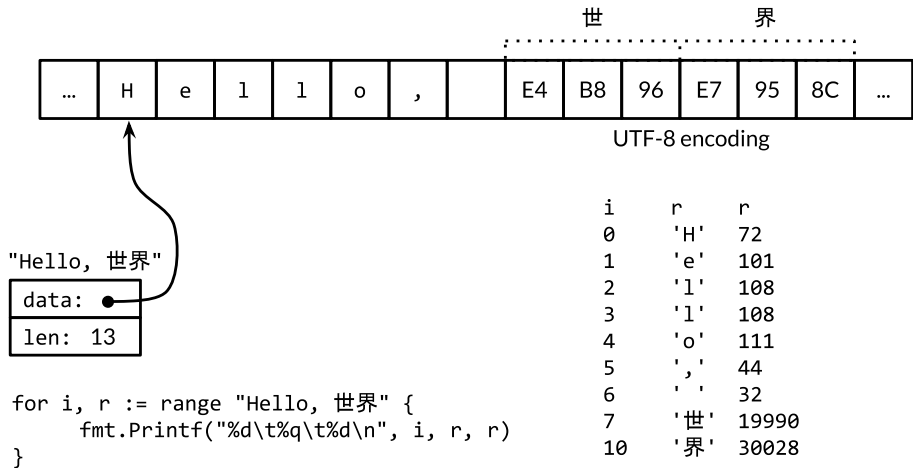 世 界
… H e l l o , E4 B8 96 E7 95 8C …
UTF-8 encoding
i r r
0 'H' 72
1 'e' 101
2 'l' 108
3 'l' 108
4 'o' 111
5 ',' 44
6 ' ' 32
7 '世' 19990
10 '界' 30028
"Hello, 世界"
data:
len: 13
for i, r := range "Hello, 世界" {
fmt.Printf("%d\t%q\t%d\n", i, r, r)
}